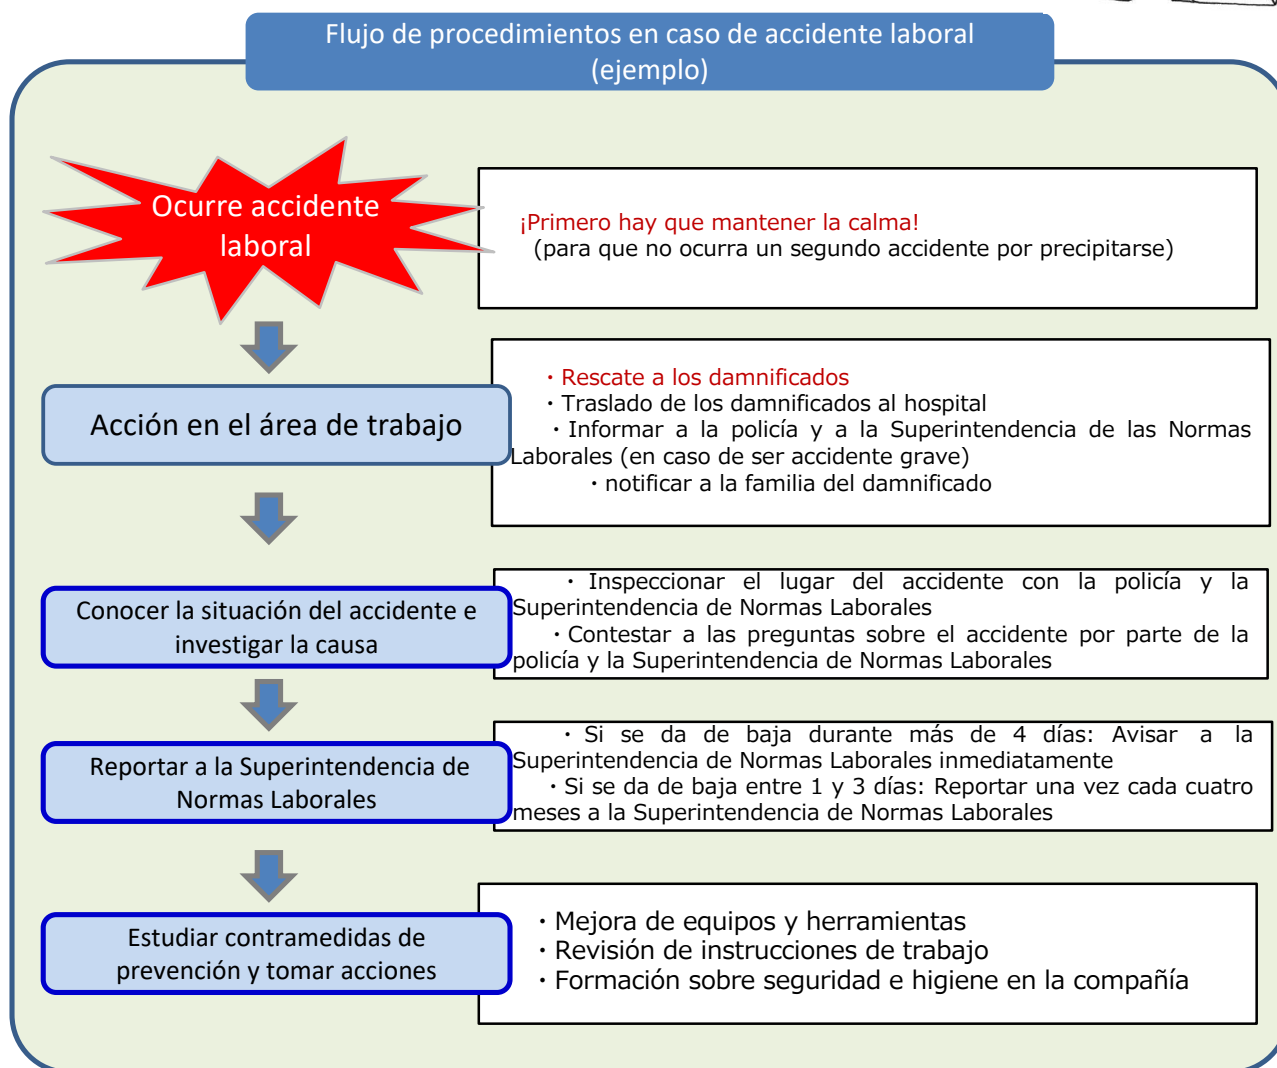 Flujo de procedimientos en caso de accidente laboral
(ejemplo)
Ocurre accidente
laboral
¡Primero hay que mantener la calma!
(para que no ocurra un segundo accidente por precipitarse)
Acción en el área de trabajo
・Rescate a los damnificados
・Traslado de los damnificados al hospital
・Informar a la policía y a la Superintendencia de las Normas
Laborales (en caso de ser accidente grave)
・notificar a la familia del damnificado
Conocer la situación del accidente e
investigar la causa
・Inspeccionar el lugar del accidente con la policía y la
Superintendencia de Normas Laborales
・Contestar a las preguntas sobre el accidente por parte de la
policía y la Superintendencia de Normas Laborales
Reportar a la Superintendencia de
Normas Laborales
・Si se da de baja durante más de 4 días: Avisar a la
Superintendencia de Normas Laborales inmediatamente
・Si se da de baja entre 1 y 3 días: Reportar una vez cada cuatro
meses a la Superintendencia de Normas Laborales
Estudiar contramedidas de
prevención y tomar acciones
・Mejora de equipos y herramientas
・Revisión de instrucciones de trabajo
・Formación sobre seguridad e higiene en la compañía